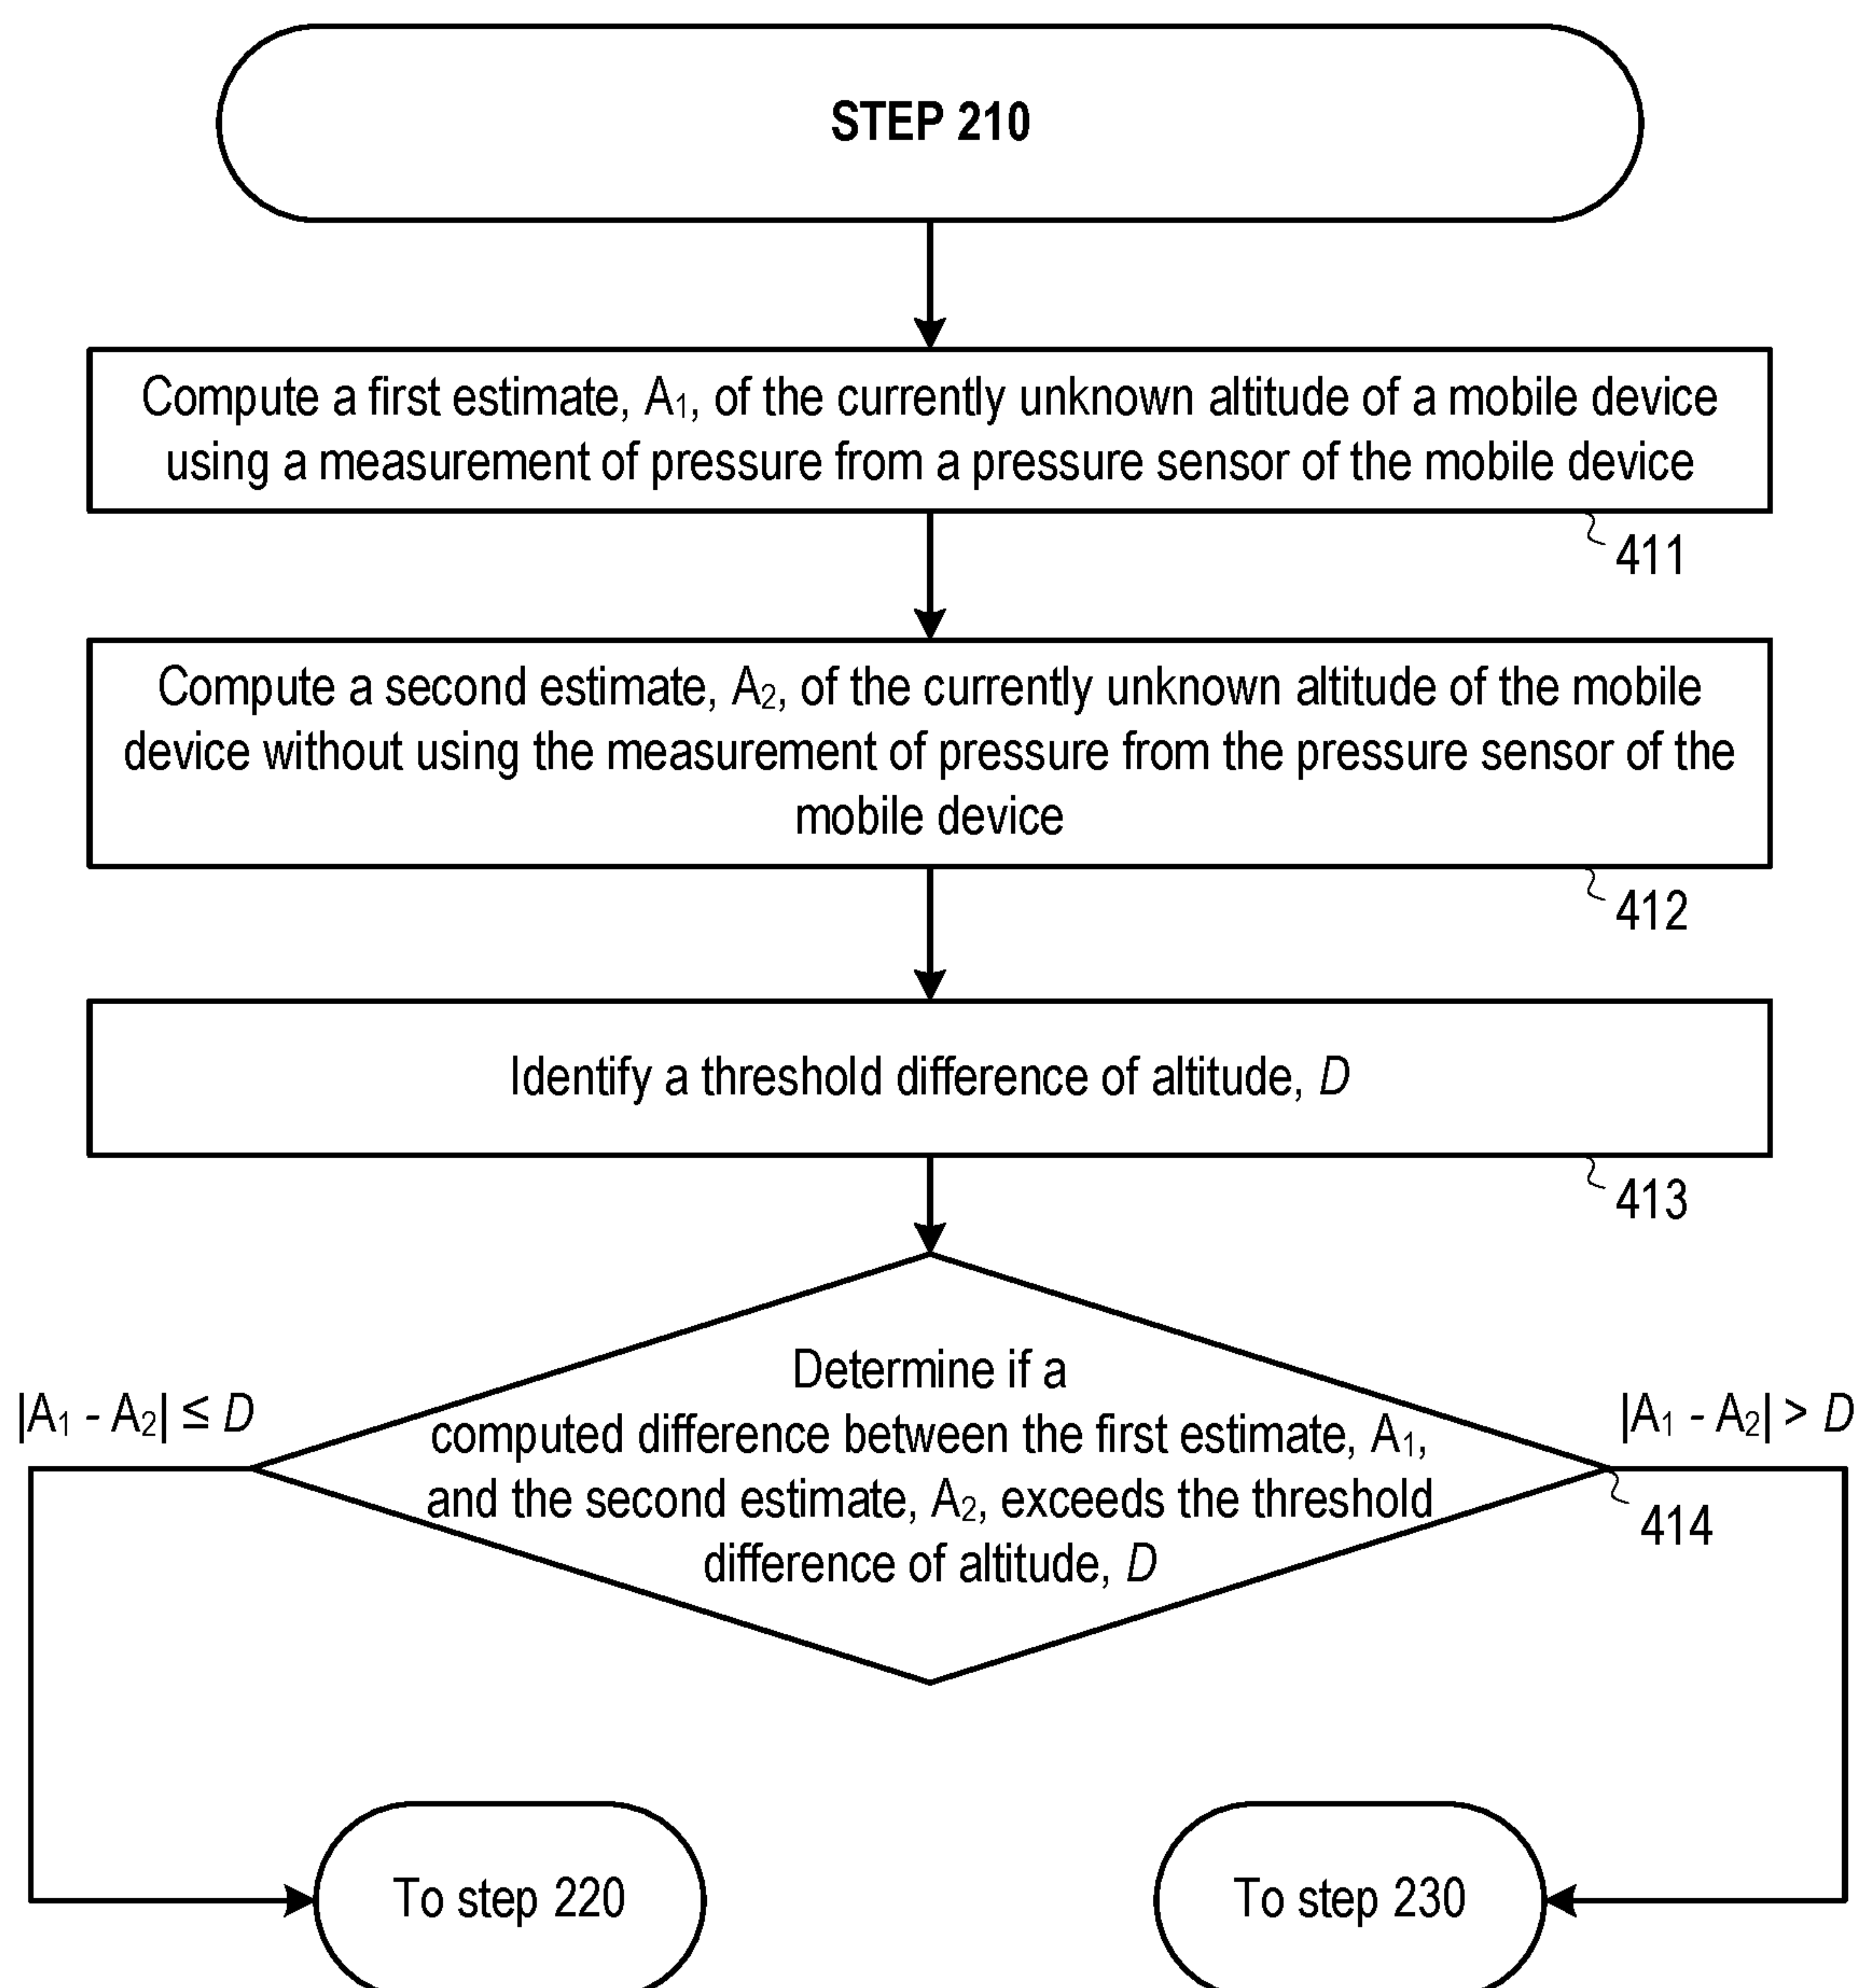 STEP 210
Compute a first estimate, A₁, of the currently unknown altitude of a mobile device
using a measurement of pressure from a pressure sensor of the mobile device
411
Compute a second estimate, A₂, of the currently unknown altitude of the mobile
device without using the measurement of pressure from the pressure sensor of the
mobile device
412
Identify a threshold difference of altitude, D
413
Determine if a
computed difference between the first estimate, A₁,
and the second estimate, A₂, exceeds the threshold
difference of altitude, D
|A₁ - A₂| ≤ D
|A₁ - A₂| > D
414
To step 220
To step 230